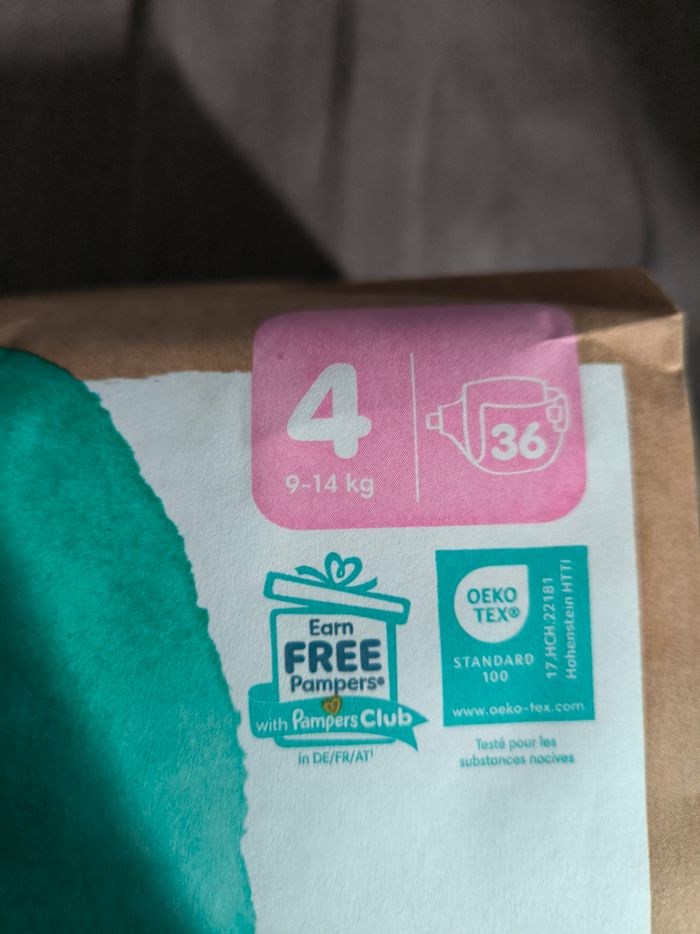 4
9-14 kg
36
Earn
FREE
Pampers®
with Pampers Club
in DE/FR/AT¹
OEKO
TEX®
STANDARD
100
17.HCH.22181
Hohenstein HTTI
www.oeko-tex.com
Testé pour les
substances nocives